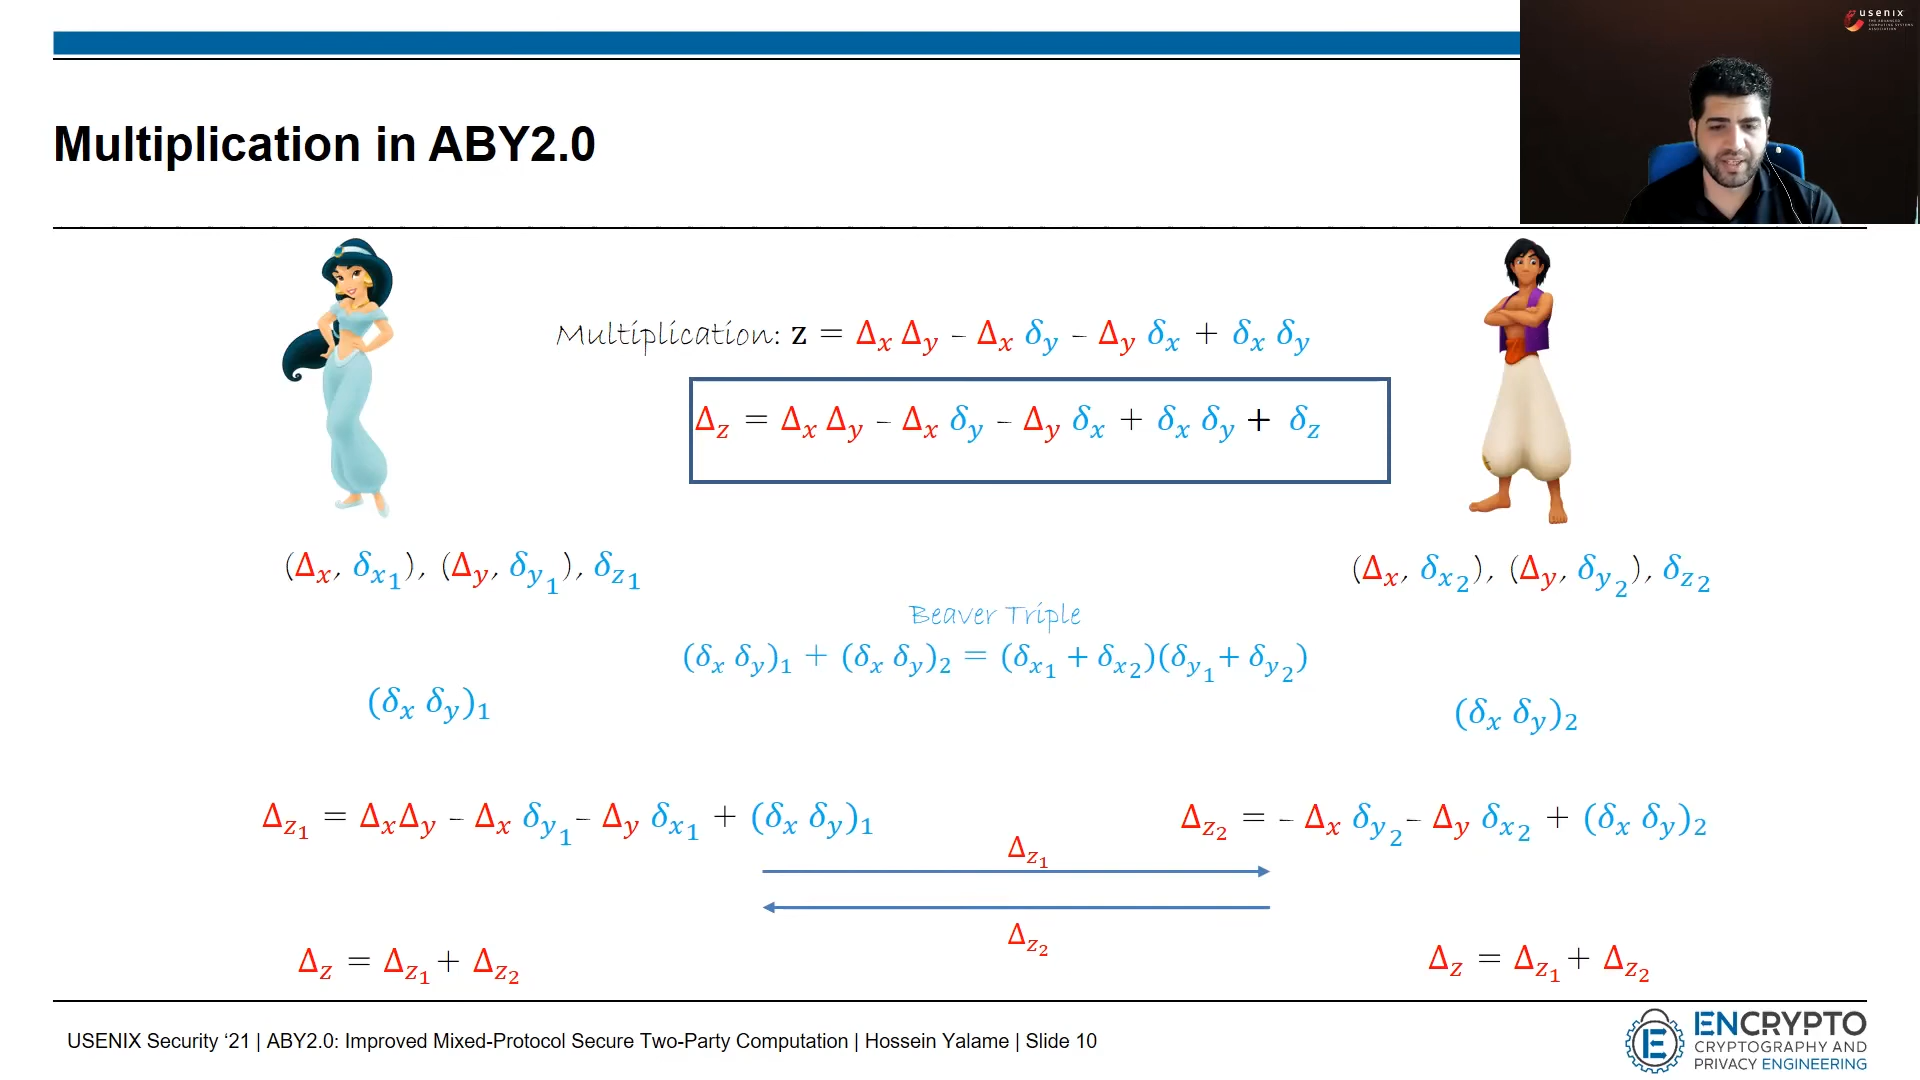 usenix
THE ADVANCED COMPUTING SYSTEMS ASSOCIATION
Multiplication in ABY2.0
Multiplication: z = Δx Δy – Δx δy – Δy δx + δx δy
Δz = Δx Δy – Δx δy – Δy δx + δx δy + δz
(Δx, δx1), (Δy, δy1), δz1
(Δx, δx2), (Δy, δy2), δz2
Beaver Triple
(δx δy)1 + (δx δy)2 = (δx1 + δx2)(δy1 + δy2)
(δx δy)1
(δx δy)2
Δz1 = ΔxΔy – Δx δy1 – Δy δx1 + (δx δy)1
Δz2 = – Δx δy2 – Δy δx2 + (δx δy)2
Δz1
Δz2
Δz = Δz1 + Δz2
Δz = Δz1 + Δz2
USENIX Security ‘21 | ABY2.0: Improved Mixed-Protocol Secure Two-Party Computation | Hossein Yalame | Slide 10
ENCRYPTO
CRYPTOGRAPHY AND
PRIVACY ENGINEERING